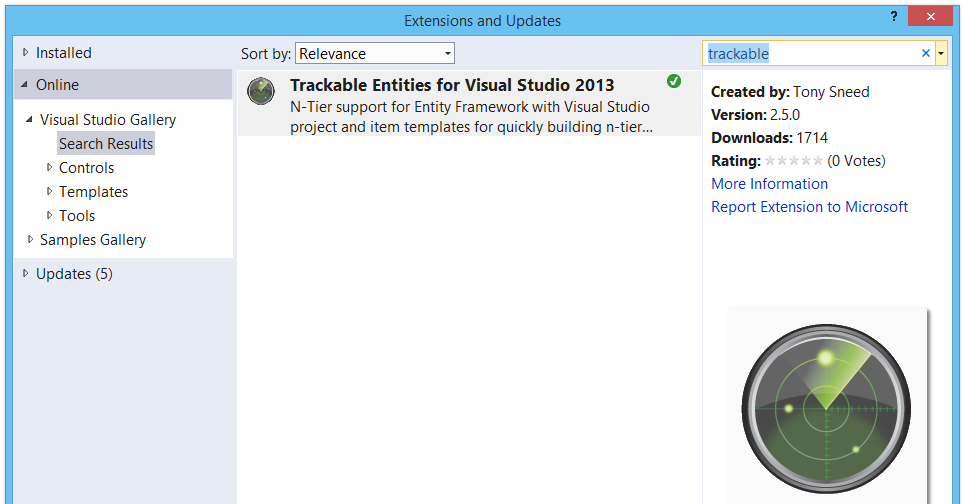 Extensions and Updates
?
Installed
Online
Visual Studio Gallery
Search Results
Controls
Templates
Tools
Samples Gallery
Updates (5)
Sort by: Relevance
Trackable Entities for Visual Studio 2013
N-Tier support for Entity Framework with Visual Studio
project and item templates for quickly building n-tier...
trackable
Created by: Tony Sneed
Version: 2.5.0
Downloads: 1714
Rating: (0 Votes)
More Information
Report Extension to Microsoft